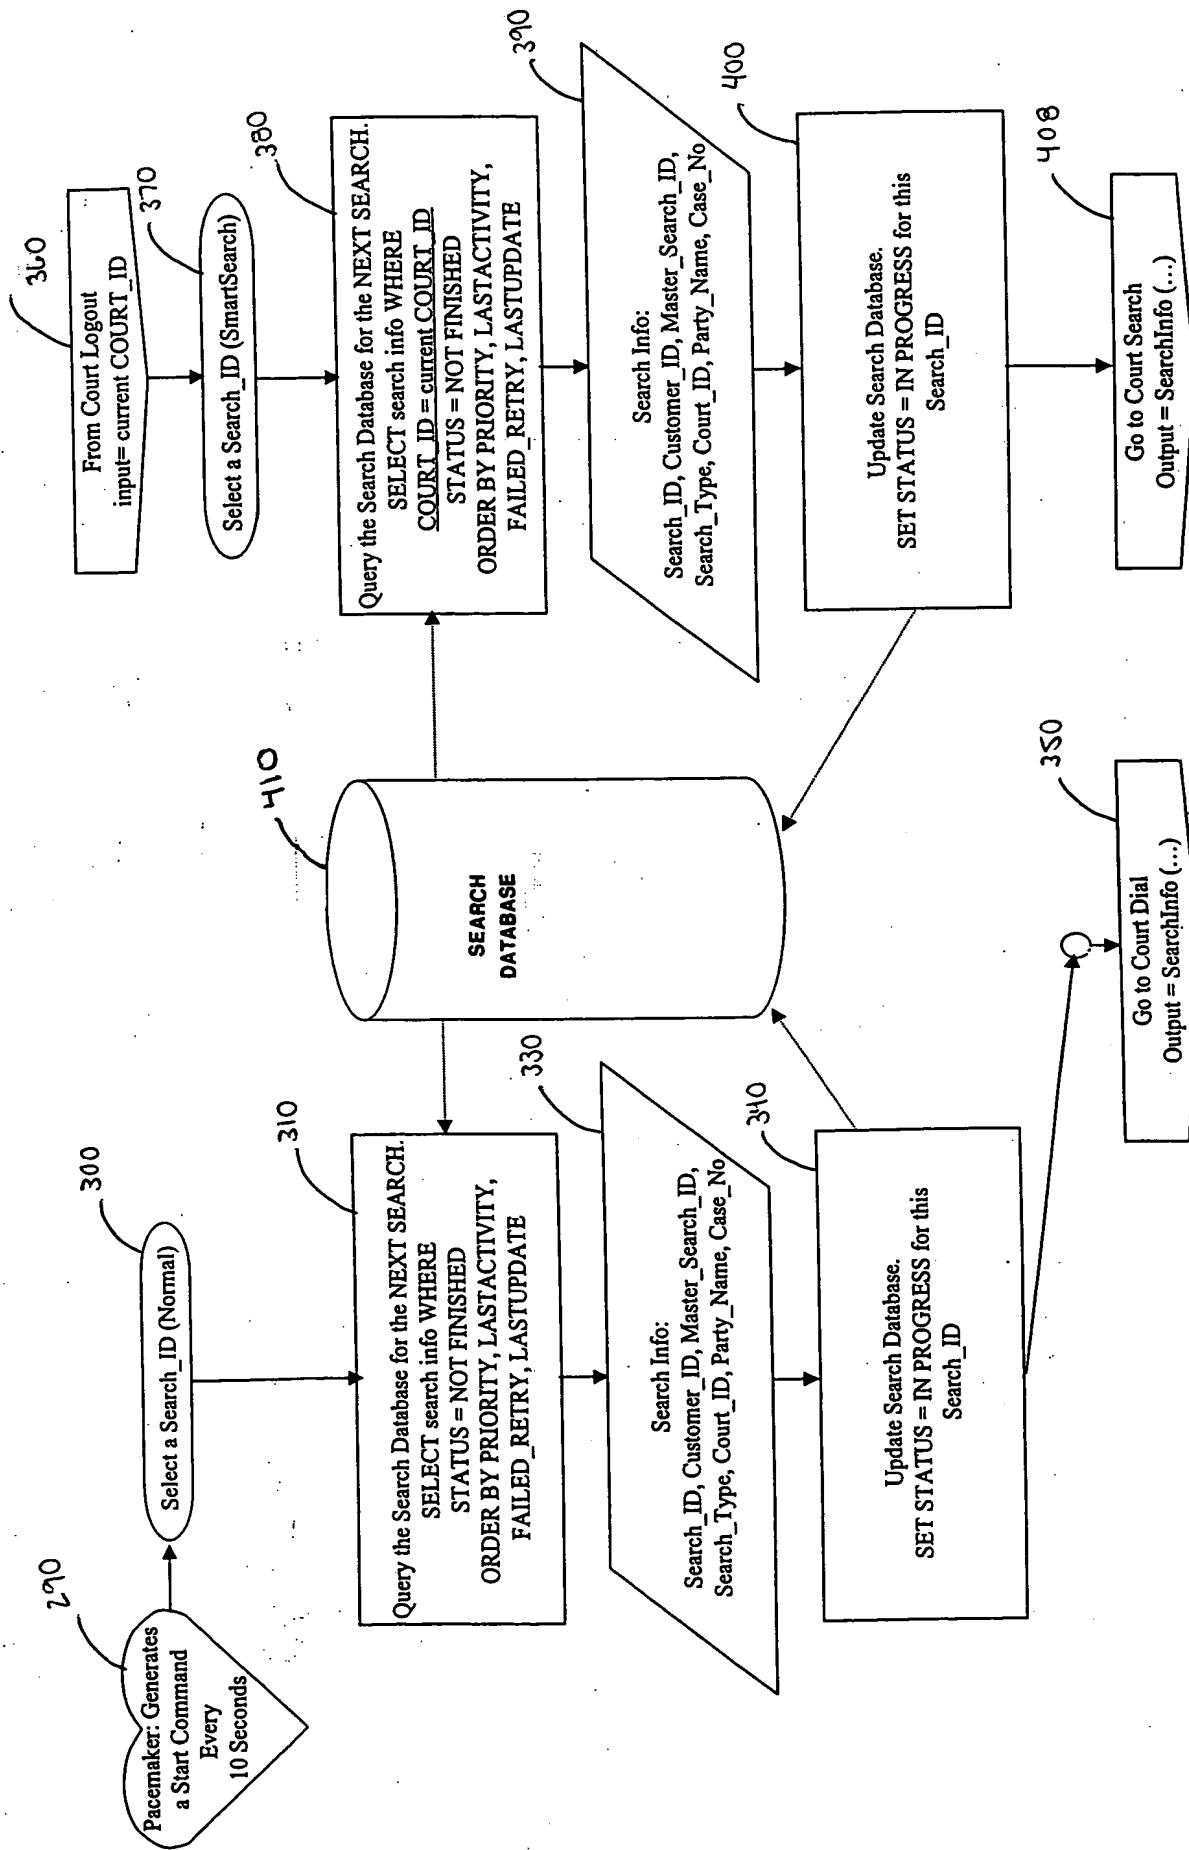 290
Pacemaker: Generates
a Start Command
Every
10 Seconds
300
Select a Search_ID (Normal)
310
Query the Search Database for the NEXT SEARCH.
SELECT search info WHERE
STATUS = NOT FINISHED
ORDER BY PRIORITY, LASTACTIVITY,
FAILED_RETRY, LASTUPDATE
330
Search Info:
Search_ID, Customer_ID, Master_Search_ID,
Search_Type, Court_ID, Party_Name, Case_No
340
Update Search Database.
SET STATUS = IN PROGRESS for this
Search_ID
350
Go to Court Dial
Output = SearchInfo (...)
410
SEARCH
DATABASE
360
From Court Logout
input= current COURT_ID
370
Select a Search_ID (SmartSearch)
380
Query the Search Database for the NEXT SEARCH.
SELECT search info WHERE
COURT_ID = current COURT_ID
STATUS = NOT FINISHED
ORDER BY PRIORITY, LASTACTIVITY,
FAILED_RETRY, LASTUPDATE
390
Search Info:
Search_ID, Customer_ID, Master_Search_ID,
Search_Type, Court_ID, Party_Name, Case_No
400
Update Search Database.
SET STATUS = IN PROGRESS for this
Search_ID
408
Go to Court Search
Output = SearchInfo (...)